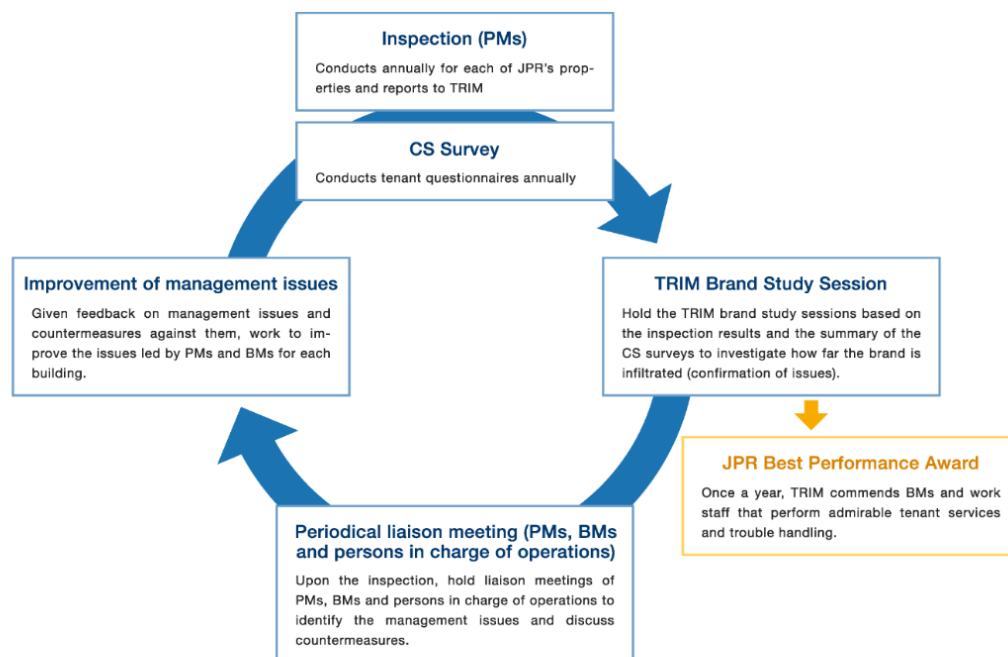 Inspection (PMs)
Conducts annually for each of JPR's prop-
erties and reports to TRIM
CS Survey
Conducts tenant questionnaires annually
TRIM Brand Study Session
Hold the TRIM brand study sessions based on
the inspection results and the summary of the
CS surveys to investigate how far the brand is
infiltrated (confirmation of issues).
JPR Best Performance Award
Once a year, TRIM commends BMs and work
staff that perform admirable tenant services
and trouble handling.
Periodical liaison meeting (PMs, BMs
and persons in charge of operations)
Upon the inspection, hold liaison meetings of
PMs, BMs and persons in charge of operations to
identify the management issues and discuss
countermeasures.
Improvement of management issues
Given feedback on management issues and
countermeasures against them, work to im-
prove the issues led by PMs and BMs for each
building.